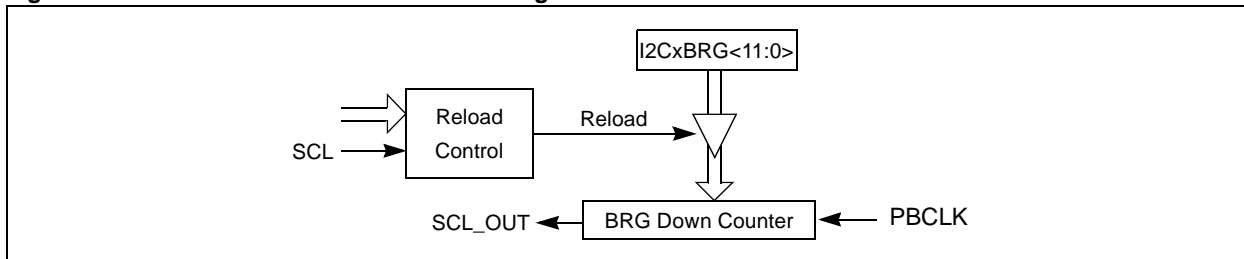 I2CxBRG<11:0>
Reload
Control
Reload
SCL
SCL_OUT
BRG Down Counter
PBCLK